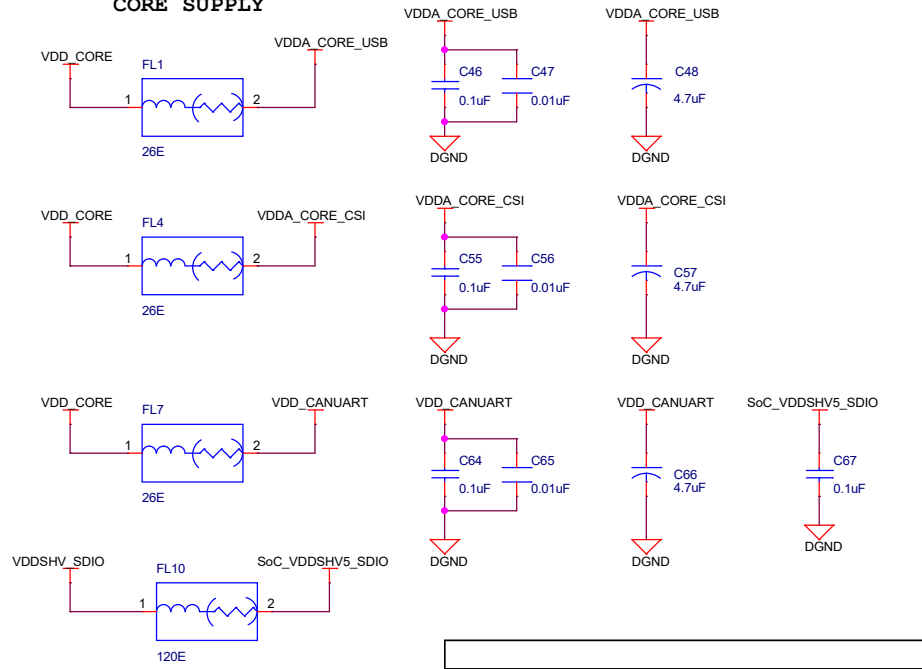 CORE SUPPLY
VDD_CORE
FL1
1
2
26E
VDDA_CORE_USB
VDDA_CORE_USB
C46
0.1uF
C47
0.01uF
DGND
VDDA_CORE_USB
C48
4.7uF
DGND
VDD_CORE
FL4
1
2
26E
VDDA_CORE_CSI
VDDA_CORE_CSI
C55
0.1uF
C56
0.01uF
DGND
VDDA_CORE_CSI
C57
4.7uF
DGND
VDD_CORE
FL7
1
2
26E
VDD_CANUART
VDD_CANUART
C64
0.1uF
C65
0.01uF
DGND
VDD_CANUART
C66
4.7uF
DGND
SoC_VDDSHV5_SDIO
C67
0.1uF
DGND
VDDSHV_SDIO
FL10
1
2
120E
SoC_VDDSHV5_SDIO